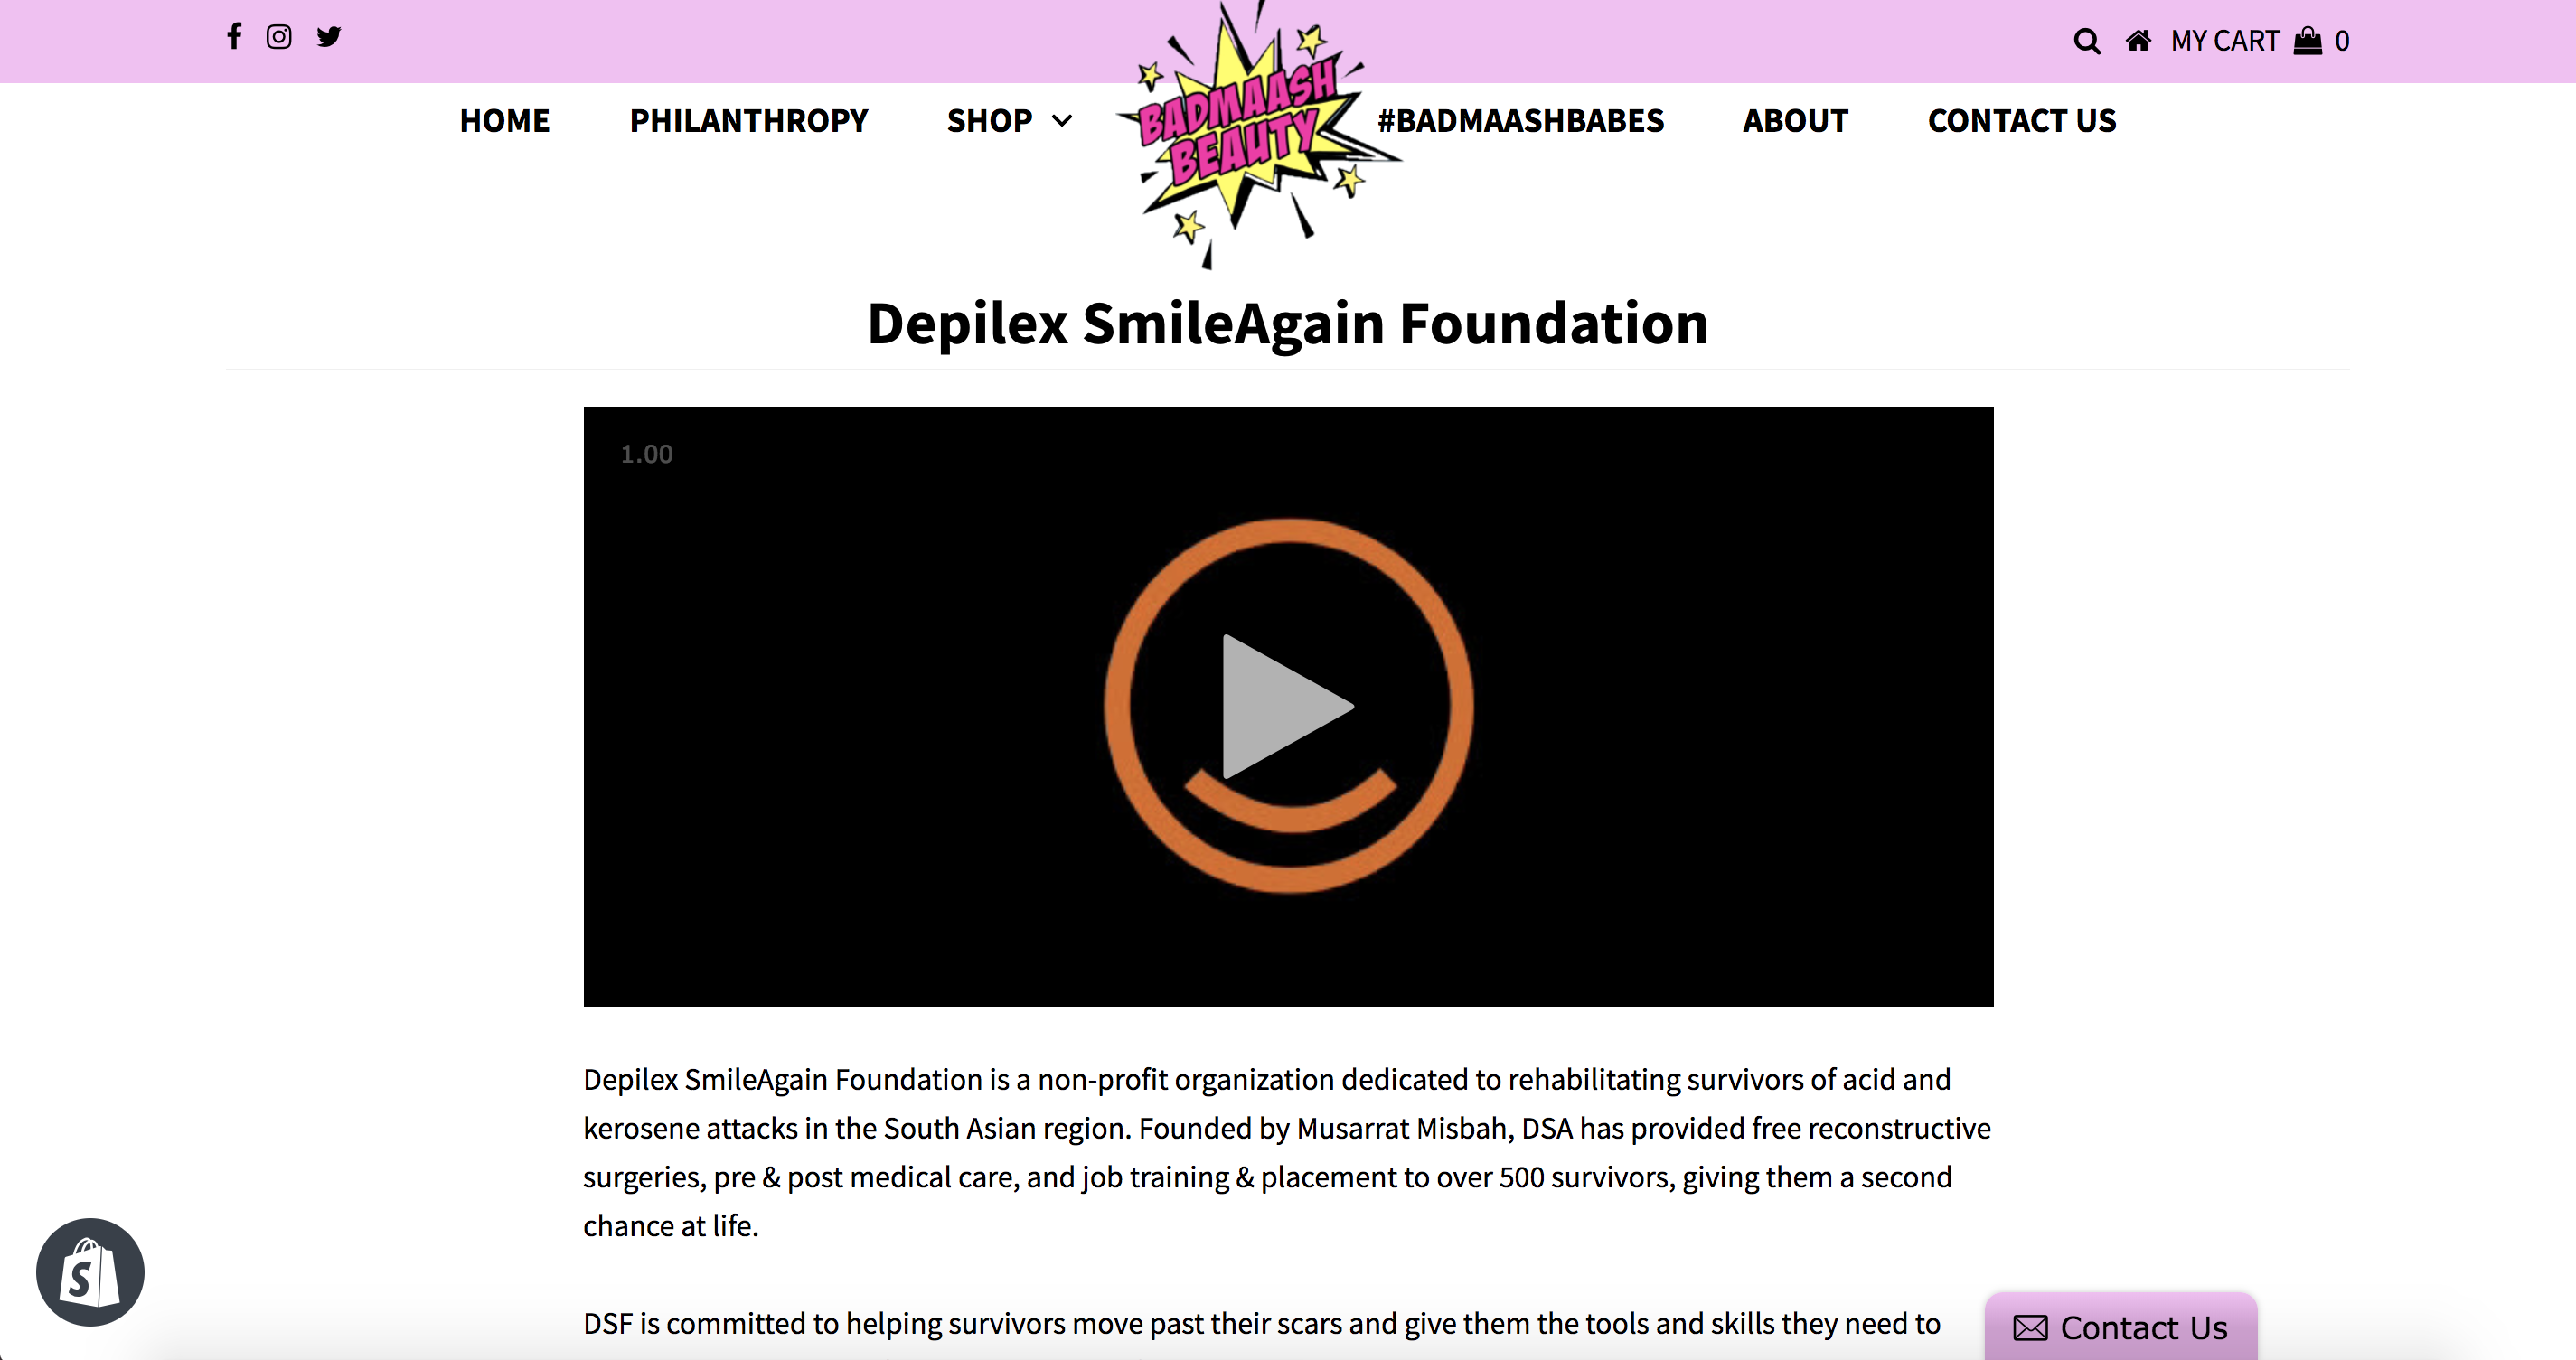 MY CART 0
HOME PHILANTHROPY SHOP #BADMAASHBABES ABOUT CONTACT US
BADMAASH
BEAUTY
Depilex SmileAgain Foundation
1.00
Depilex SmileAgain Foundation is a non-profit organization dedicated to rehabilitating survivors of acid and
kerosene attacks in the South Asian region. Founded by Musarrat Misbah, DSA has provided free reconstructive
surgeries, pre & post medical care, and job training & placement to over 500 survivors, giving them a second
chance at life.
DSF is committed to helping survivors move past their scars and give them the tools and skills they need to
S
Contact Us